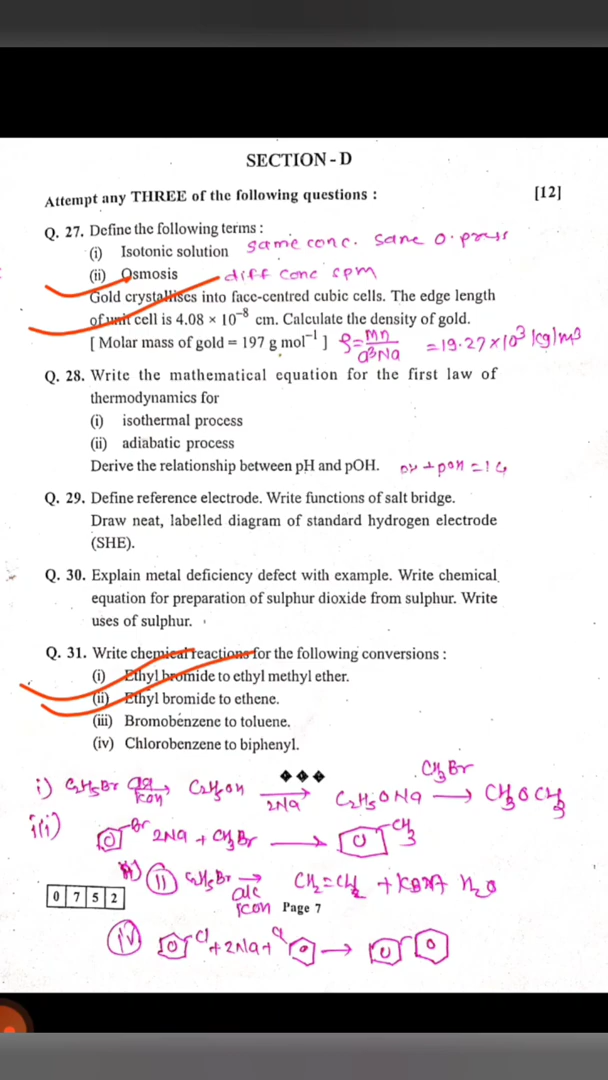 SECTION - D
Attempt any THREE of the following questions : [12]
Q. 27. Define the following terms :
(i) Isotonic solution same conc. same o. press
(ii) Osmosis diff conc spm
Gold crystallises into face-centred cubic cells. The edge length
of unit cell is 4.08 × 10⁻⁸ cm. Calculate the density of gold.
[ Molar mass of gold = 197 g mol⁻¹ ] ρ = Mn / a³Na = 19.27×10³ kg/m³
Q. 28. Write the mathematical equation for the first law of
thermodynamics for
(i) isothermal process
(ii) adiabatic process
Derive the relationship between pH and pOH. pH + pOH = 14
Q. 29. Define reference electrode. Write functions of salt bridge.
Draw neat, labelled diagram of standard hydrogen electrode
(SHE).
Q. 30. Explain metal deficiency defect with example. Write chemical
equation for preparation of sulphur dioxide from sulphur. Write
uses of sulphur.
Q. 31. Write chemical reactions for the following conversions :
(i) Ethyl bromide to ethyl methyl ether.
(ii) Ethyl bromide to ethene.
(iii) Bromobenzene to toluene.
(iv) Chlorobenzene to biphenyl.
i) C₂H₅Br aq KOH → C₂H₅OH 2Na → C₂H₅ONa CH₃Br → CH₃OCH₃
iii) Br 2Na + CH₃Br → CH₃
ii) C₂H₅Br alc KOH → CH₂=CH₂ + KBr H₂O
0 7 5 2 Page 7
iv) Cl + 2Na + Cl →